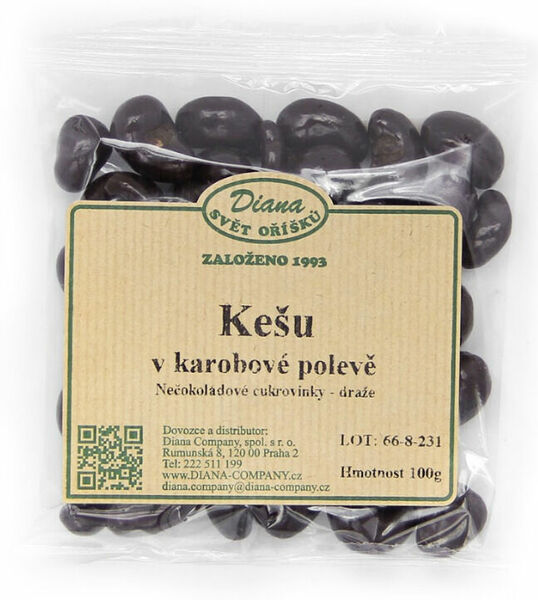 Diana
SVĚT OŘÍŠKŮ
ZALOŽENO 1993
Kešu
v karobové polevě
Nečokoládové cukrovinky - draže
Dovozce a distributor:
Diana Company, spol. s r. o.
Rumunská 8, 120 00 Praha 2
Tel: 222 511 199
www.DIANA-COMPANY.cz
diana.company@diana-company.cz
LOT: 66-8-231
Hmotnost 100g